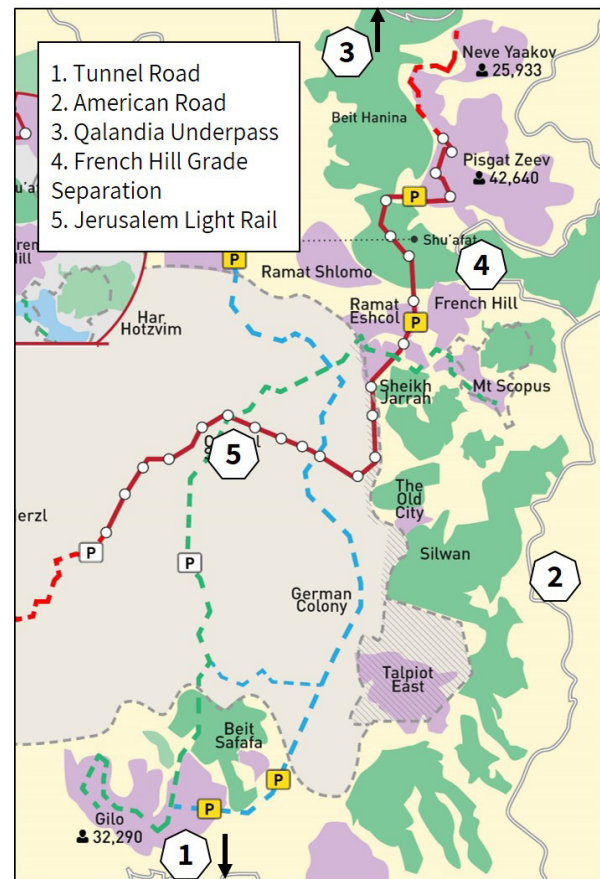 1. Tunnel Road
2. American Road
3. Qalandia Underpass
4. French Hill Grade
Separation
5. Jerusalem Light Rail
3
Neve Yaakov
25,933
Beit Hanina
Pisgat Zeev
42,640
P
Shu'afat
4
P
Ramat Shlomo
Ramat
Eshcol
French Hill
P
Har
Hotzvim
Sheikh
Jarrah
Mt Scopus
5
The
Old
City
erzl
P
P
Silwan
2
German
Colony
Talpiot
East
Beit
Safafa
P
P
Gilo
32,290
1